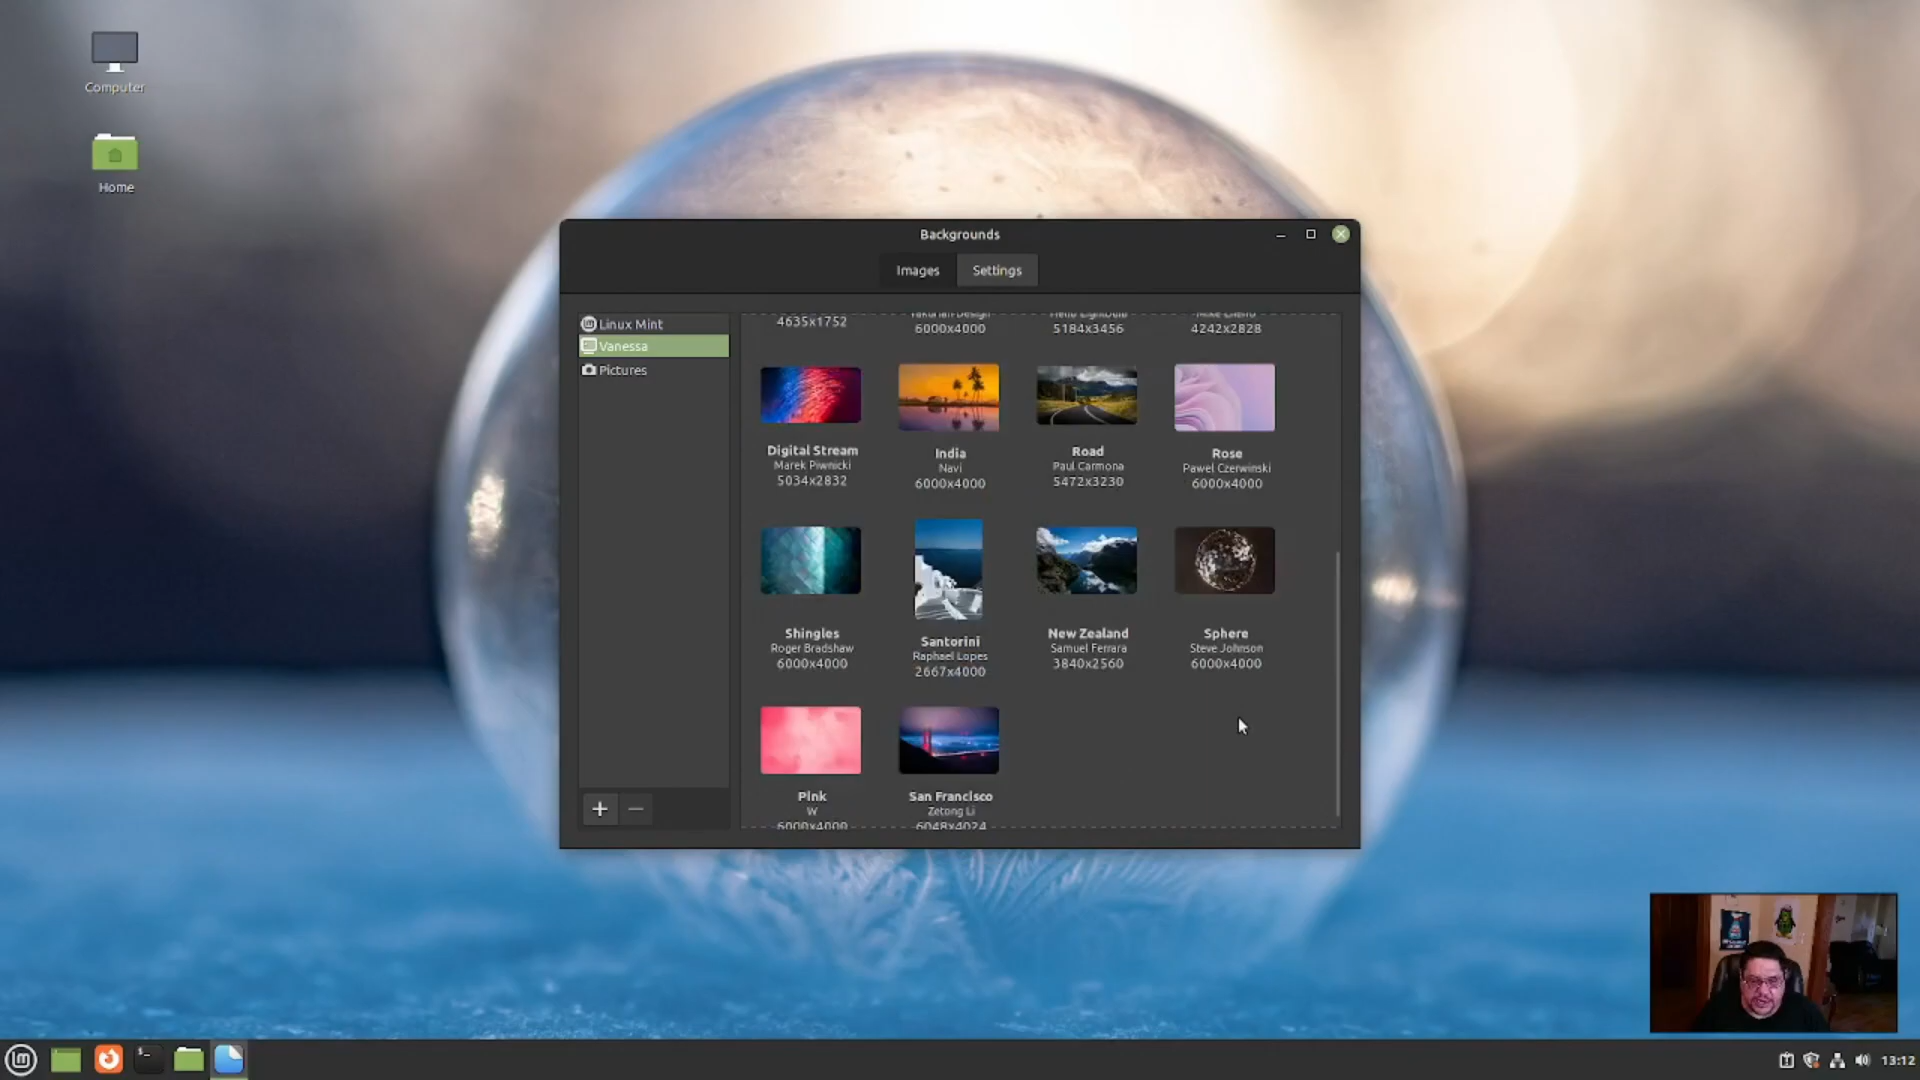 Computer
Home
Backgrounds
Images
Settings
Linux Mint
Vanessa
Pictures
4635x1752
6000x4000
5184x3456
4242x2828
Digital Stream
Marek Piwnicki
5034x2832
India
Navi
6000x4000
Road
Paul Carmona
5472x3230
Rose
Pawel Czerwinski
6000x4000
Shingles
Roger Bradshaw
6000x4000
Santorini
Raphael Lopes
2667x4000
New Zealand
Samuel Ferrara
3840x2560
Sphere
Steve Johnson
6000x4000
Pink
W
6000x4000
San Francisco
Zetong Li
6048x4024
13:12